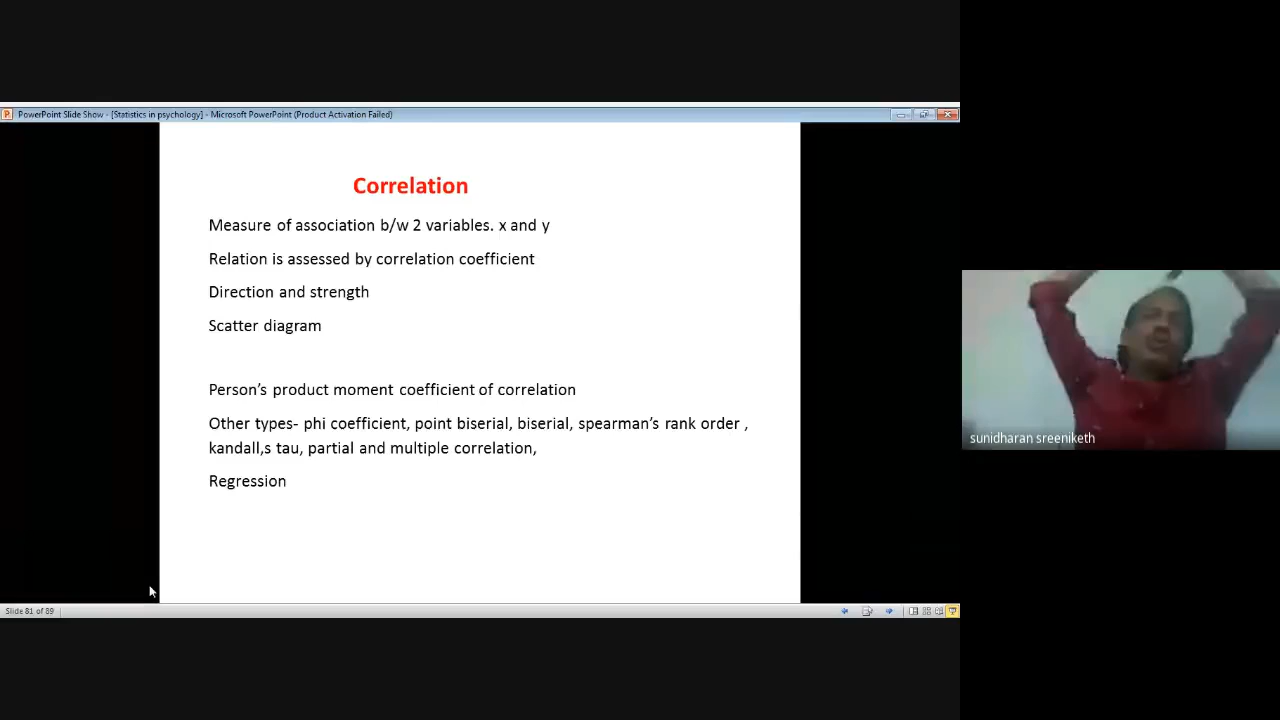 PowerPoint Slide Show - [Statistics in psychology] - Microsoft PowerPoint (Product Activation Failed)
Correlation
Measure of association b/w 2 variables. x and y
Relation is assessed by correlation coefficient
Direction and strength
Scatter diagram
Person's product moment coefficient of correlation
Other types- phi coefficient, point biserial, biserial, spearman's rank order ,
kandall,s tau, partial and multiple correlation,
Regression
sunidharan sreeniketh
Slide 81 of 89